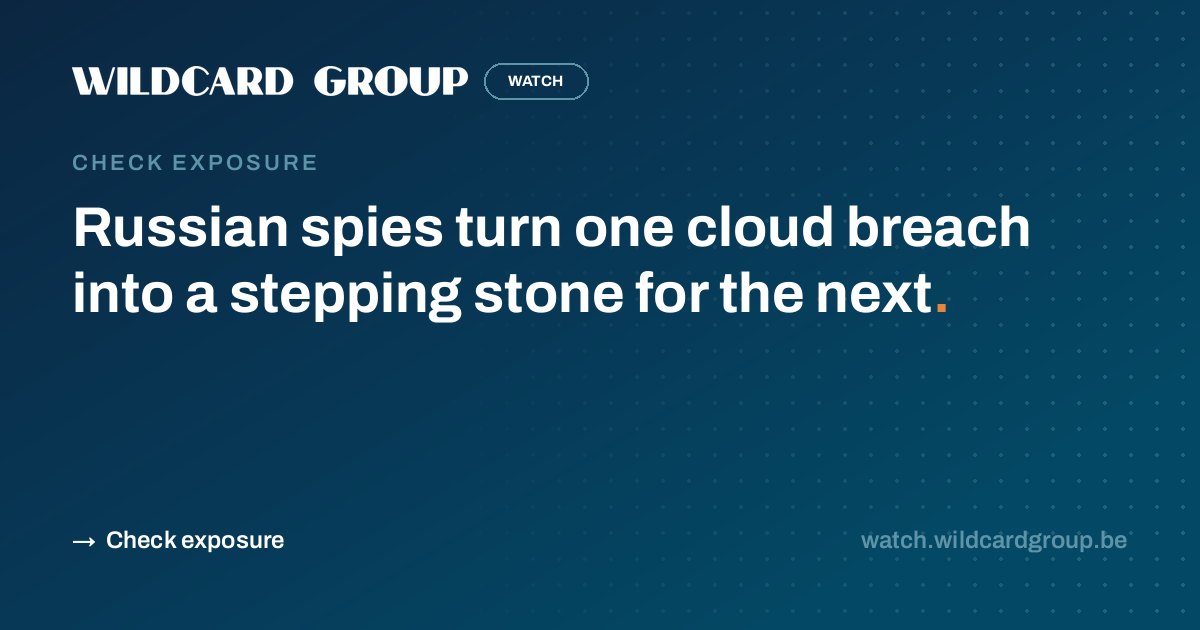 WILDCARD GROUP WATCH
CHECK EXPOSURE
Russian spies turn one cloud breach
into a stepping stone for the next.
→ Check exposure
watch.wildcardgroup.be